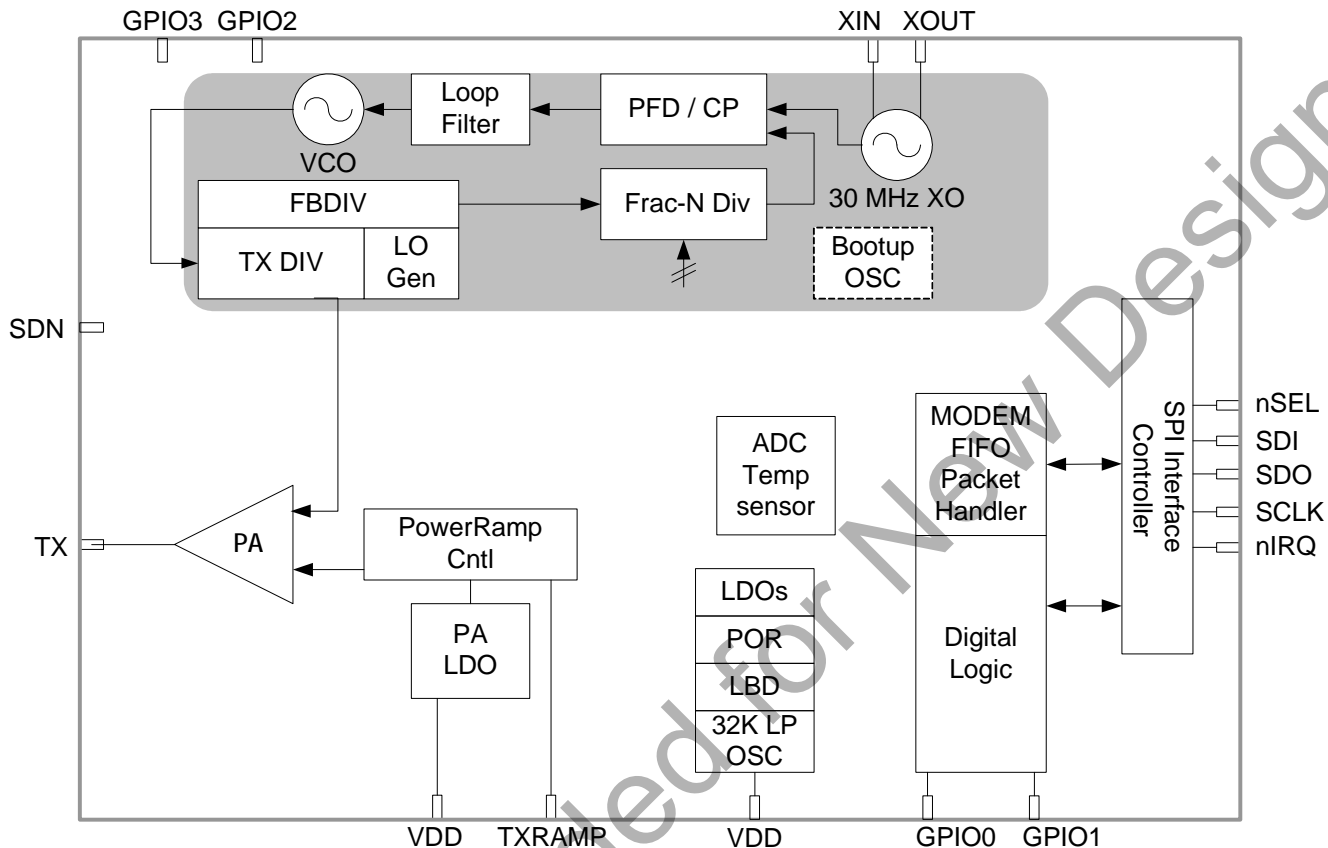 GPIO3 GPIO2
XIN XOUT
Loop
Filter
PFD / CP
VCO
30 MHz XO
FBDIV
Frac-N Div
TX DIV
LO
Gen
Bootup
OSC
SDN
nSEL
SDI
SDO
SCLK
nIRQ
SPI Interface
Controller
MODEM
FIFO
Packet
Handler
ADC
Temp
sensor
TX
PA
PowerRamp
Cntl
PA
LDO
LDOs
POR
LBD
32K LP
OSC
Digital
Logic
VDD
TXRAMP
VDD
GPIO0
GPIO1
for New Design